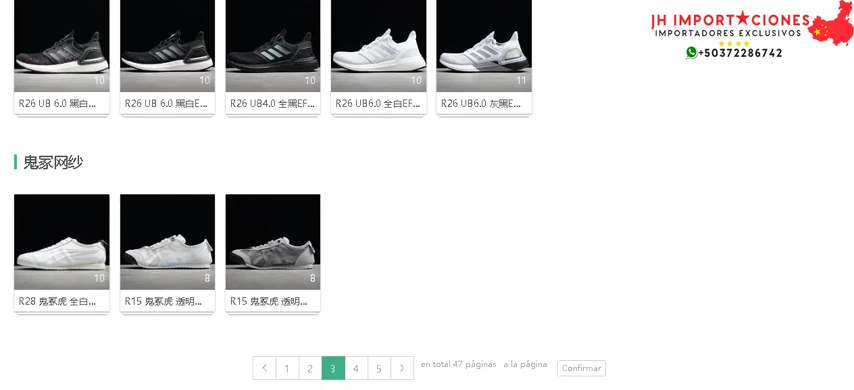 JH IMPORT★CIONES
IMPORTADORES EXCLUSIVOS
+50372286742
10
10
10
10
11
R26 UB 6.0 黑白...
R26 UB 6.0 黑白E...
R26 UB4.0 全黑EF...
R26 UB6.0 全白EF...
R26 UB6.0 灰黑E...
鬼冢网纱
10
8
8
R28 鬼冢虎 全白...
R15 鬼冢虎 透明...
R15 鬼冢虎 透明...
< 1 2 3 4 5 > en total 47 páginas a la página Confirmar